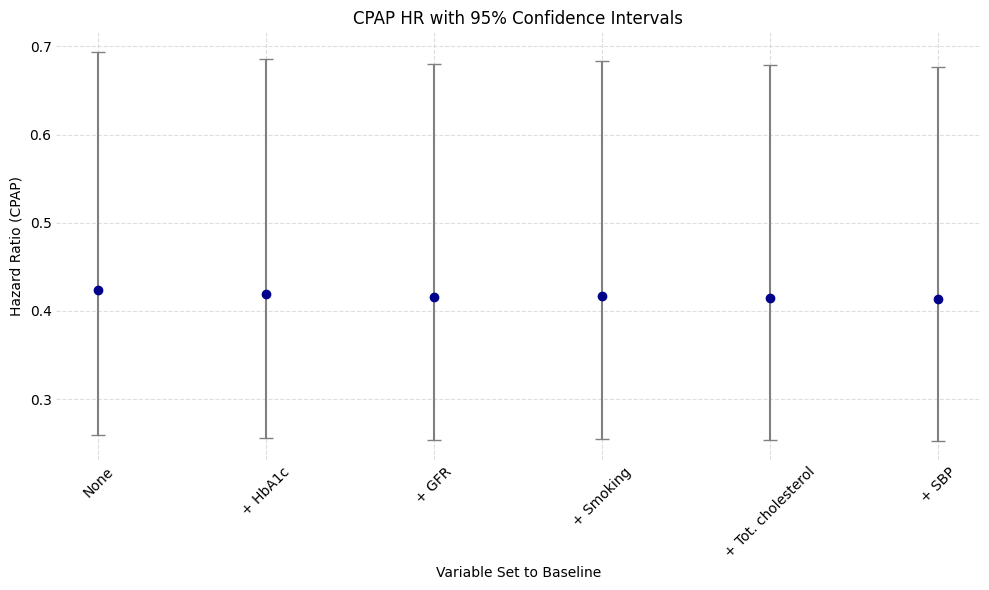 CPAP HR with 95% Confidence Intervals
Hazard Ratio (CPAP)
0.7
0.6
0.5
0.4
0.3
None
+ HbA1c
+ GFR
+ Smoking
+ Tot. cholesterol
+ SBP
Variable Set to Baseline